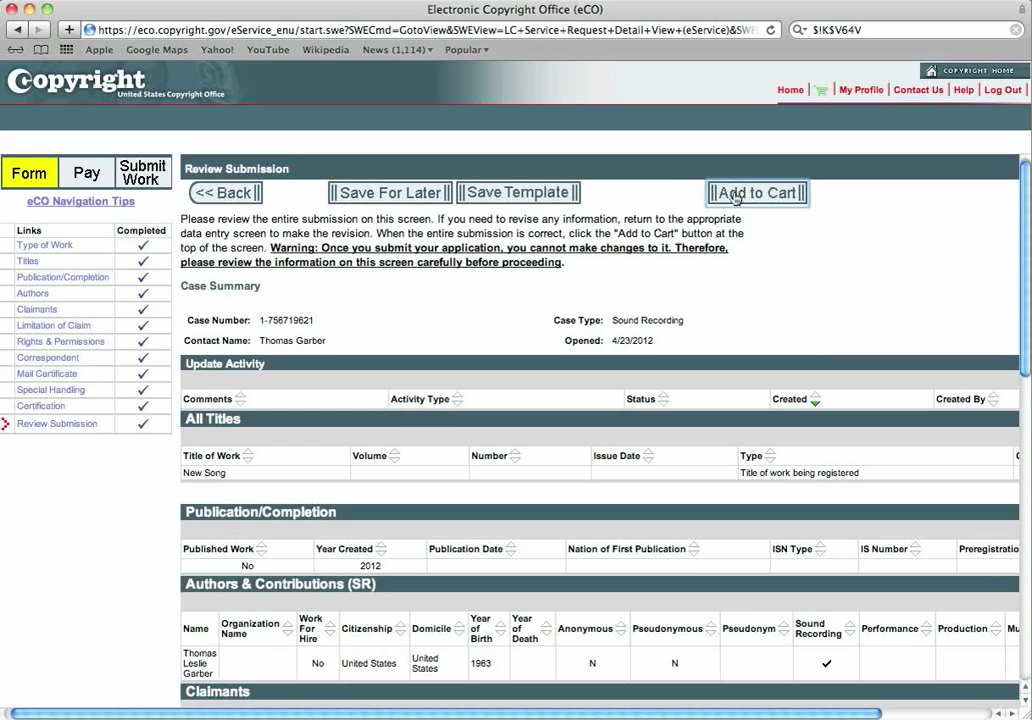 Electronic Copyright Office (eCO)
https://eco.copyright.gov/eService_enu/start.swe?SWECmd=GotoView&SWEView=LC+Service+Request+Detail+View+(eService)&SWE
$!K$V64V
Apple Google Maps Yahoo! YouTube Wikipedia News (1,114) Popular
Copyright
United States Copyright Office
COPYRIGHT HOME
Home My Profile Contact Us Help Log Out
Form Pay Submit Work
eCO Navigation Tips
Links Completed
Type of Work
Titles
Publication/Completion
Authors
Claimants
Limitation of Claim
Rights & Permissions
Correspondent
Mail Certificate
Special Handling
Certification
Review Submission
Review Submission
<< Back Save For Later Save Template Add to Cart
Please review the entire submission on this screen. If you need to revise any information, return to the appropriate
data entry screen to make the revision. When the entire submission is correct, click the "Add to Cart" button at the
top of the screen. Warning: Once you submit your application, you cannot make changes to it. Therefore,
please review the information on this screen carefully before proceeding.
Case Summary
Case Number: 1-756719621 Case Type: Sound Recording
Contact Name: Thomas Garber Opened: 4/23/2012
Update Activity
Comments Activity Type Status Created Created By
All Titles
Title of Work Volume Number Issue Date Type
New Song Title of work being registered
Publication/Completion
Published Work Year Created Publication Date Nation of First Publication ISN Type IS Number Preregistratio
No 2012
Authors & Contributions (SR)
Name Organization Name Work For Hire Citizenship Domicile Year of Birth Year of Death Anonymous Pseudonymous Pseudonym Sound Recording Performance Production Mu
Thomas Leslie Garber No United States United States 1963 N N
Claimants